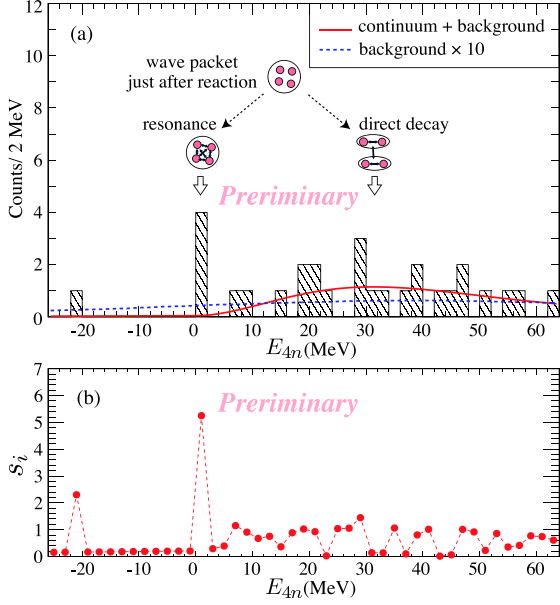 12
10
8
6
4
2
0
Counts/ 2 MeV
(a)
continuum + background
background × 10
wave packet
just after reaction
resonance
direct decay
Preriminary
-20
-10
0
10
20
30
40
50
60
E4n(MeV)
7
6
5
4
3
2
1
0
si
(b)
Preriminary
-20
-10
0
10
20
30
40
50
60
E4n(MeV)